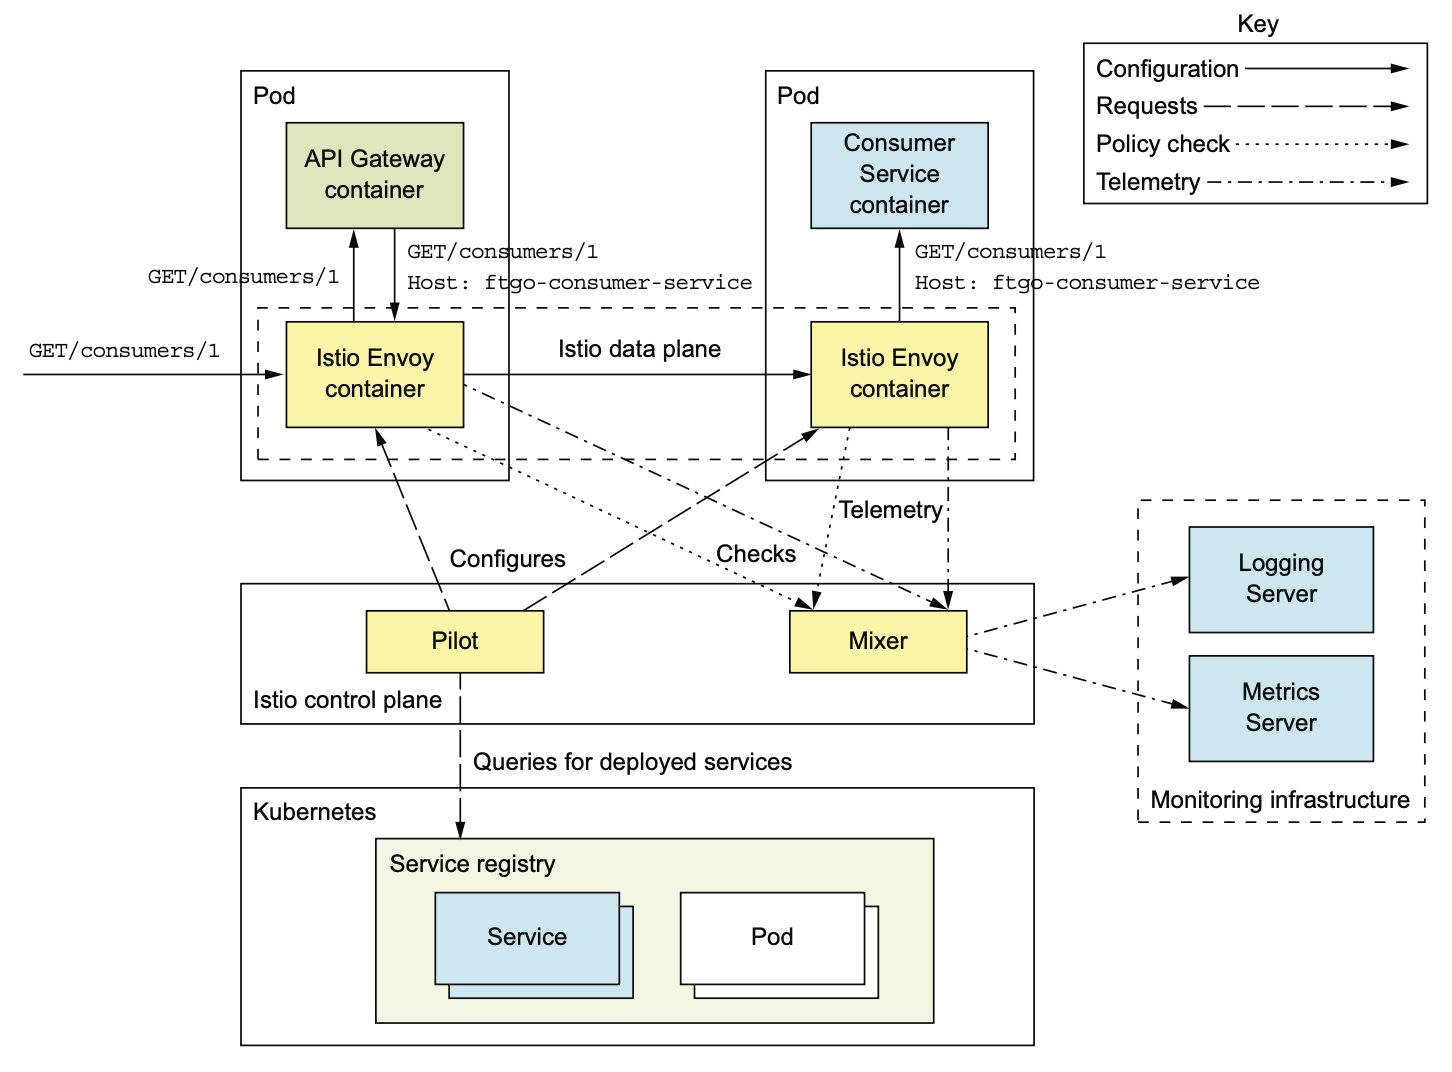 Key
Configuration
Requests
Policy check
Telemetry
Pod
API Gateway
container
Pod
Consumer
Service
container
GET/consumers/1
GET/consumers/1
Host: ftgo-consumer-service
GET/consumers/1
Host: ftgo-consumer-service
GET/consumers/1
Istio Envoy
container
Istio data plane
Istio Envoy
container
Configures
Checks
Telemetry
Pilot
Mixer
Istio control plane
Logging
Server
Metrics
Server
Monitoring infrastructure
Queries for deployed services
Kubernetes
Service registry
Service
Pod